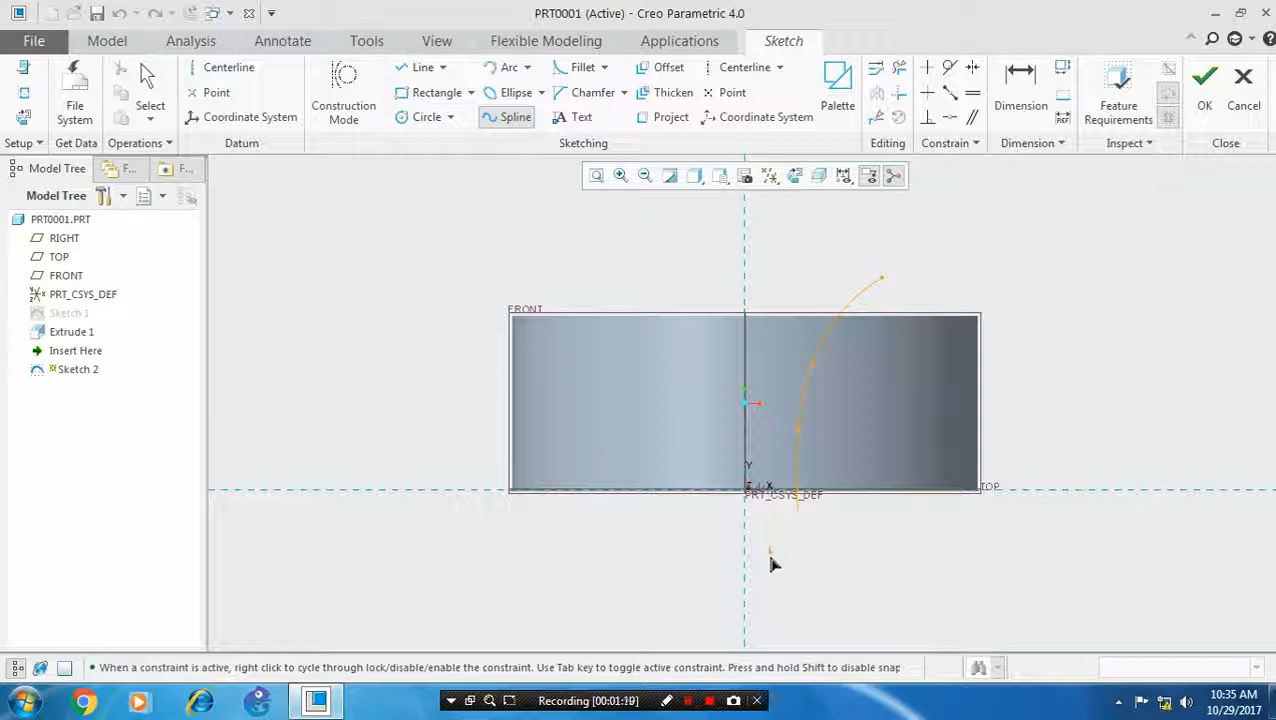 PRT0001 (Active) - Creo Parametric 4.0
File Model Analysis Annotate Tools View Flexible Modeling Applications Sketch
Centerline Line Arc Fillet Offset Centerline
Point Rectangle Ellipse Chamfer Thicken Point
Coordinate System Circle Spline Text Project Coordinate System
File System Select Construction Mode Palette Dimension Feature Requirements OK Cancel
Setup Get Data Operations Datum Sketching Editing Constrain Dimension Inspect Close
Model Tree F... F...
Model Tree
PRT0001.PRT
RIGHT
TOP
FRONT
PRT_CSYS_DEF
Sketch 1
Extrude 1
Insert Here
Sketch 2
FRONT
Y
Z X
TOP
PRT_CSYS_DEF
When a constraint is active, right click to cycle through lock/disable/enable the constraint. Use Tab key to toggle active constraint. Press and hold Shift to disable snap
Recording [00:01:19]
10:35 AM
10/29/2017